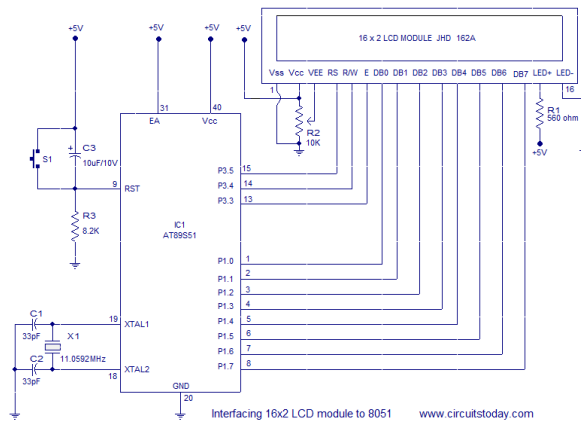 +5V
+5V
+5V
16 x 2 LCD MODULE JHD 162A
Vss Vcc VEE RS R/W E DB0 DB1 DB2 DB3 DB4 DB5 DB6 DB7 LED+ LED-
1
16
31
40
EA
Vcc
R2
10K
R1
560 ohm
+5V
S1
+
C3
10uF/10V
9
RST
R3
8.2K
P3.5 15
P3.4 14
P3.3 13
IC1
AT89S51
P1.0 1
P1.1 2
P1.2 3
P1.3 4
P1.4 5
P1.5 6
P1.6 7
P1.7 8
C1
33pF
19
XTAL1
X1
11.0592MHz
C2
33pF
18
XTAL2
GND
20
Interfacing 16x2 LCD module to 8051
www.circuitstoday.com